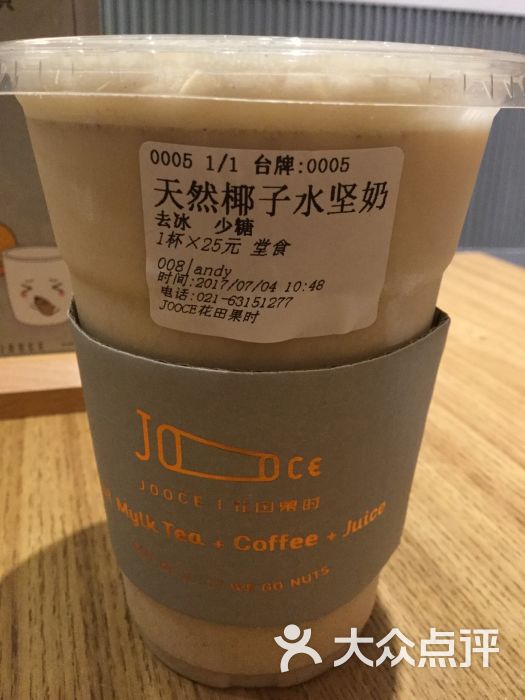 0005 1/1 台牌:0005
天然椰子水坚奶
去冰 少糖
1杯×25元 堂食
008|andy
时间:2017/07/04 10:48
电话:021-63151277
JOOCE花田果时
JOOCE
JOOCE | 花田果时
Mylk Tea + Coffee + Juice
GO NUTS
JOOCE
大众点评